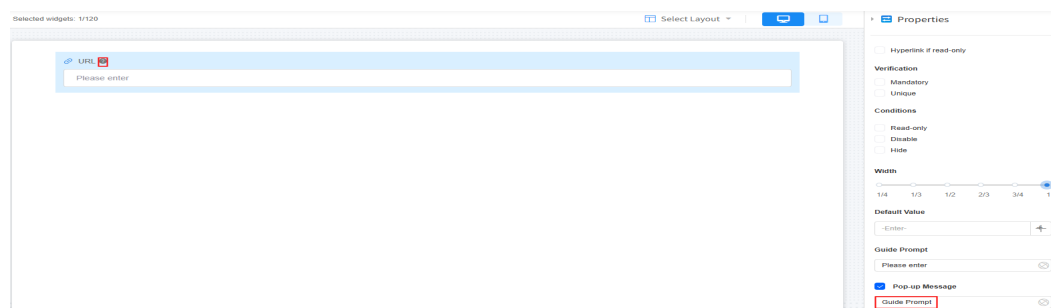 Selected widgets: 1/120
Select Layout
Properties
URL
Please enter
Hyperlink if read-only
Verification
Mandatory
Unique
Conditions
Read-only
Disable
Hide
Width
1/4 1/3 1/2 2/3 3/4 1
Default Value
-Enter-
Guide Prompt
Please enter
Pop-up Message
Guide Prompt